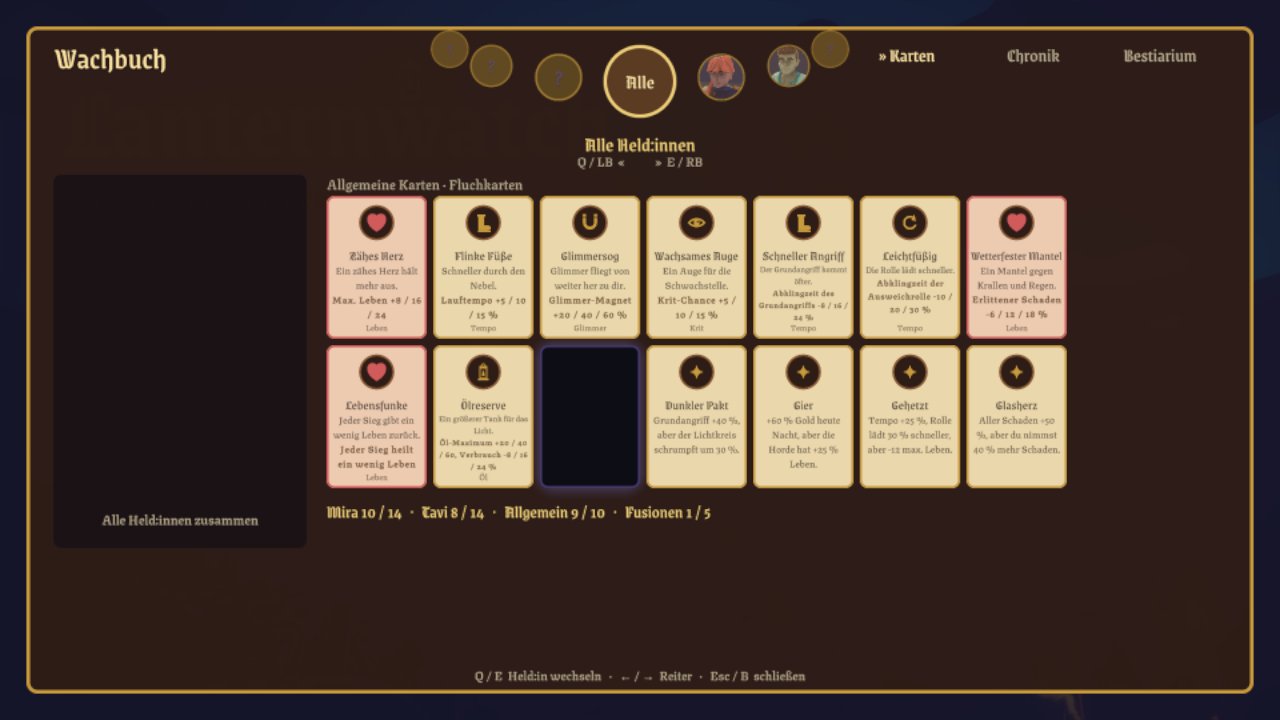 Wachbuch
? ? ? Alle ?
» Karten Chronik Bestiarium
Alle Held:innen
Q / LB « » E / RB
Allgemeine Karten · Fluchkarten
Zähes Herz
Ein zähes Herz hält
mehr aus.
Max. Leben +8 / 16
/ 24
Leben
Flinke Füße
Schneller durch den
Nebel.
Lauftempo +5 / 10
/ 15 %
Tempo
Glimmersog
Glimmer fliegt von
weiter her zu dir.
Glimmer-Magnet
+20 / 40 / 60 %
Glimmer
Wachsames Auge
Ein Auge für die
Schwachstelle.
Krit-Chance +5 /
10 / 15 %
Krit
Schneller Angriff
Der Grundangriff kommt
öfter.
Abklingzeit des
Grundangriffs -8 / 16 /
24 %
Tempo
Leichtfüßig
Die Rolle lädt schneller.
Abklingzeit der
Ausweichrolle -10 /
20 / 30 %
Tempo
Wetterfester Mantel
Ein Mantel gegen
Krallen und Regen.
Erlittener Schaden
-6 / 12 / 18 %
Leben
Lebensfunke
Jeder Sieg gibt ein
wenig Leben zurück.
Jeder Sieg heilt
ein wenig Leben
Leben
Ölreserve
Ein größerer Tank für das
Licht.
Öl-Maximum +20 / 40
/ 60, Verbrauch -8 / 16
/ 24 %
Öl
Dunkler Pakt
Grundangriff +40 %,
aber der Lichtkreis
schrumpft um 30 %.
Gier
+60 % Gold heute
Nacht, aber die
Horde hat +25 %
Leben.
Gehetzt
Tempo +25 %, Rolle
lädt 30 % schneller,
aber -12 max. Leben.
Glasherz
Aller Schaden +50
%, aber du nimmst
40 % mehr Schaden.
Alle Held:innen zusammen
Mira 10 / 14 · Tavi 8 / 14 · Allgemein 9 / 10 · Fusionen 1 / 5
Q / E Held:in wechseln · ← / → Reiter · Esc / B schließen